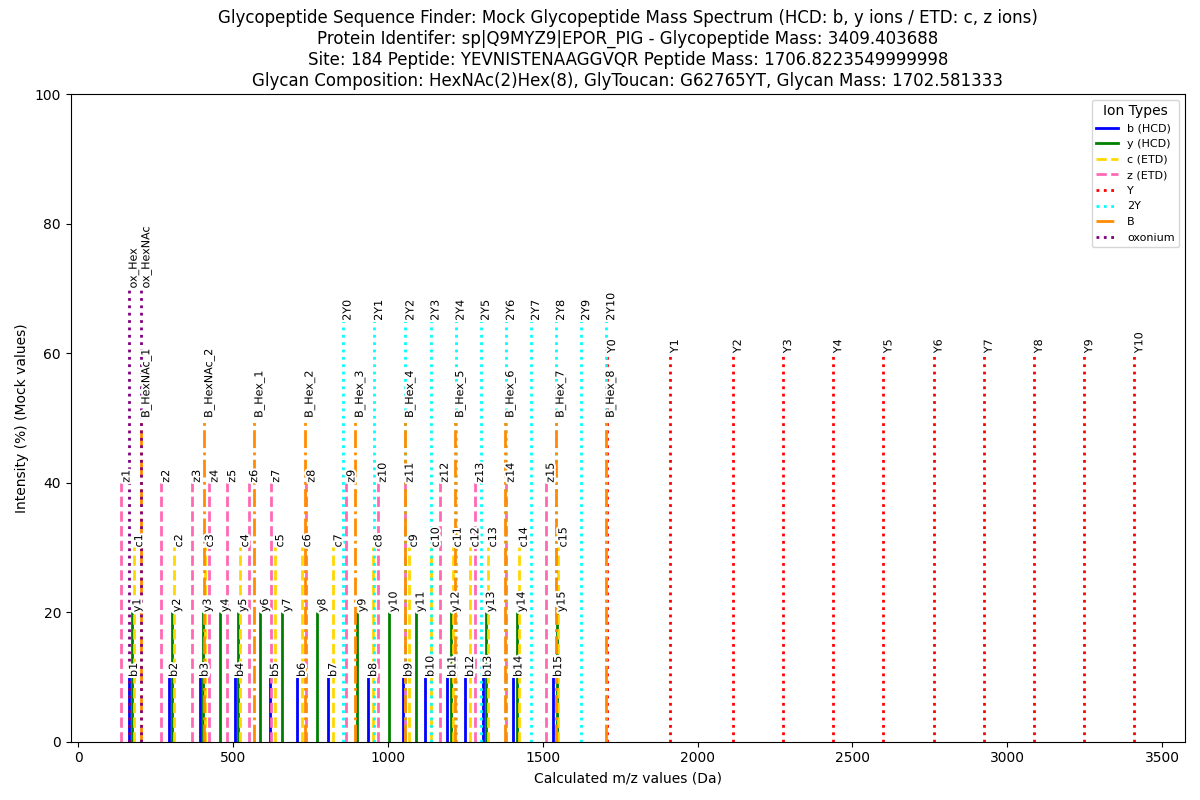 Glycopeptide Sequence Finder: Mock Glycopeptide Mass Spectrum (HCD: b, y ions / ETD: c, z ions)
Protein Identifer: sp|Q9MYZ9|EPOR_PIG - Glycopeptide Mass: 3409.403688
Site: 184 Peptide: YEVNISTENAAGGVQR Peptide Mass: 1706.8223549999998
Glycan Composition: HexNAc(2)Hex(8), GlyToucan: G62765YT, Glycan Mass: 1702.581333
100
80
60
40
20
0
Intensity (%) (Mock values)
Ion Types
b (HCD)
y (HCD)
c (ETD)
z (ETD)
Y
2Y
B
oxonium
ox_Hex
ox_HexNAc
2Y0
2Y1
2Y2
2Y3
2Y4
2Y5
2Y6
2Y7
2Y8
2Y9
2Y10
Y0
Y1
Y2
Y3
Y4
Y5
Y6
Y7
Y8
Y9
Y10
B_HexNAc_1
B_HexNAc_2
B_Hex_1
B_Hex_2
B_Hex_3
B_Hex_4
B_Hex_5
B_Hex_6
B_Hex_7
B_Hex_8
z1
z2
z3
z4
z5
z6
z7
z8
z9
z10
z11
z12
z13
z14
z15
c1
c2
c3
c4
c5
c6
c7
c8
c9
c10
c11
c12
c13
c14
c15
y1
y2
y3
y4
y5
y6
y7
y8
y9
y10
y11
y12
y13
y14
y15
b1
b2
b3
b4
b5
b6
b7
b8
b9
b10
b11
b12
b13
b14
b15
0
500
1000
1500
2000
2500
3000
3500
Calculated m/z values (Da)